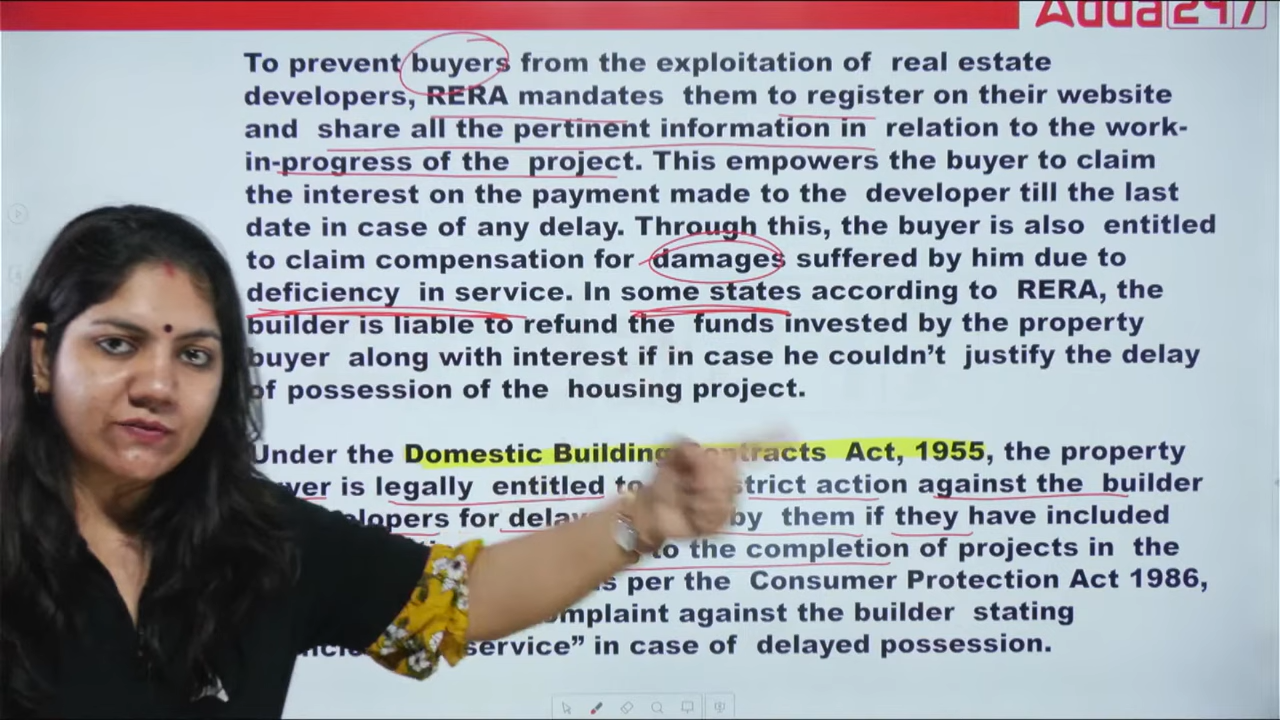 Adda 247
To prevent buyers from the exploitation of real estate
developers, RERA mandates them to register on their website
and share all the pertinent information in relation to the work-
in-progress of the project. This empowers the buyer to claim
the interest on the payment made to the developer till the last
date in case of any delay. Through this, the buyer is also entitled
to claim compensation for damages suffered by him due to
deficiency in service. In some states according to RERA, the
builder is liable to refund the funds invested by the property
buyer along with interest if in case he couldn't justify the delay
of possession of the housing project.
Under the Domestic Building Contracts Act, 1955, the property
is legally entitled to strict action against the builder
for by them if they have included
to the completion of projects in the
per the Consumer Protection Act 1986,
complaint against the builder stating
service" in case of delayed possession.